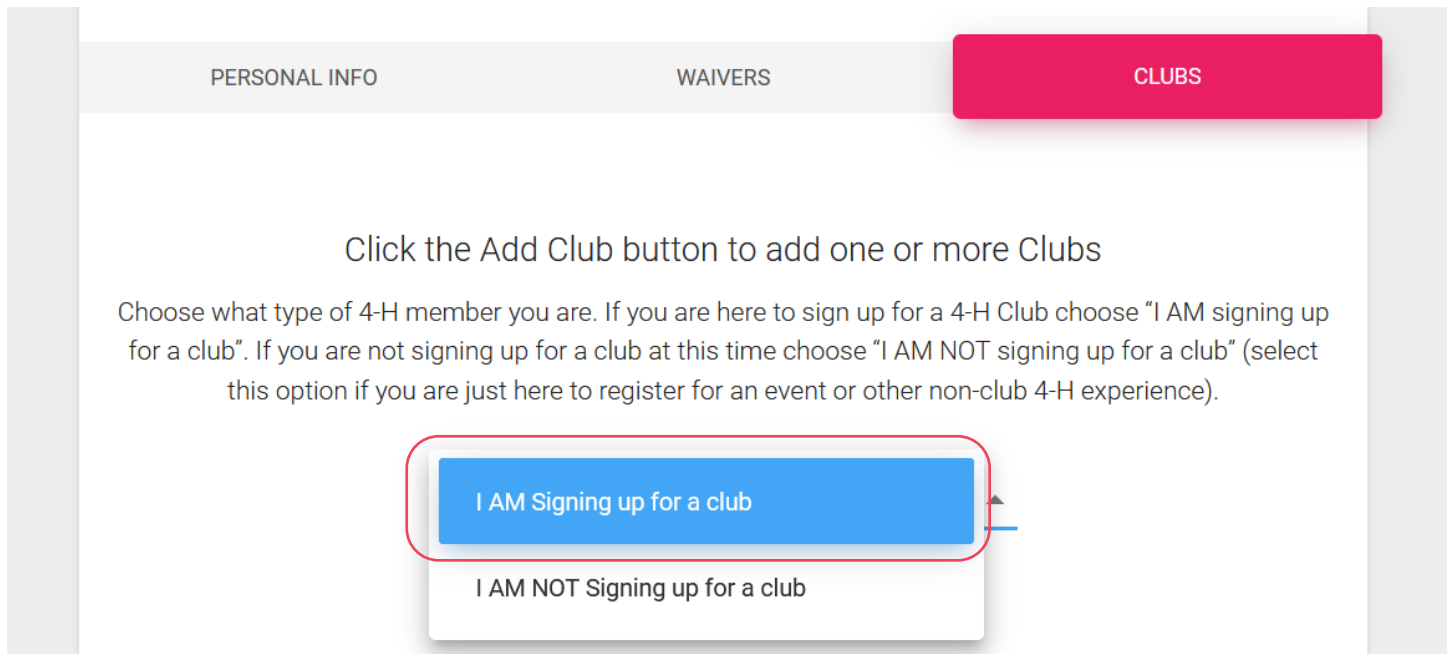 PERSONAL INFO
WAIVERS
CLUBS
Click the Add Club button to add one or more Clubs
Choose what type of 4-H member you are. If you are here to sign up for a 4-H Club choose “I AM signing up
for a club”. If you are not signing up for a club at this time choose “I AM NOT signing up for a club” (select
this option if you are just here to register for an event or other non-club 4-H experience).
I AM Signing up for a club
I AM NOT Signing up for a club